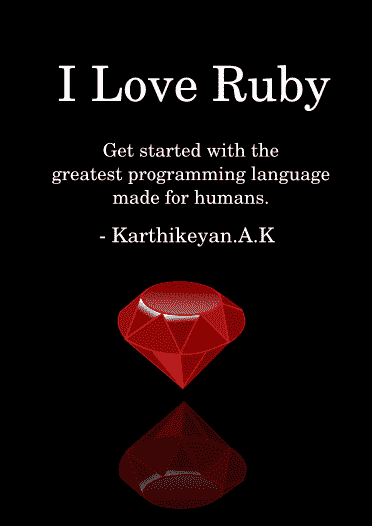 I Love Ruby
Get started with the
greatest programming language
made for humans.
- Karthikeyan.A.K